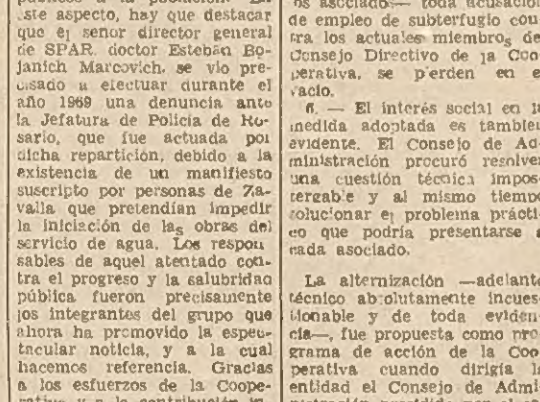 este aspecto, hay que destacar
que el señor director general
de SPAR. doctor Esteban Bo-
janich Marcovich. se vio pre-
cisado a efectuar durante el
año 1969 una denuncia ante
la Jefatura de Policía de Ro-
sario, que fue actuada por
dicha repartición, debido a la
existencia de un manifiesto
suscripto por personas de Za-
valla que pretendían impedir
la iniciación de las obras del
servicio de agua. Los respon
sables de aquel atentado con-
tra el progreso y la salubridad
pública fueron precisamente
los integrantes del grupo que
ahora ha promovido la espec-
tacular noticia, y a la cual
hacemos referencia. Gracias
a los esfuerzos de la Coope-
rativa y a la contribución in-
os asociado— toda acusación
de empleo de subterfugio con
tra los actuales miembros de
Consejo Directivo de la Coo
perativa, se pierden en e
vacío.
6. — El interés social en la
medida adoptada es también
evidente. El Consejo de Ad-
ministración procuró resolver
una cuestión técnica impos-
tergable y al mismo tiempo
solucionar el problema prácti-
co que podría presentarse a
cada asociado.
La alternización —adelante
técnico absolutamente incues-
tionable y de toda eviden-
cia—, fue propuesta como pro-
grama de acción de la Coo
perativa cuando dirigía la
entidad el Consejo de Admi-